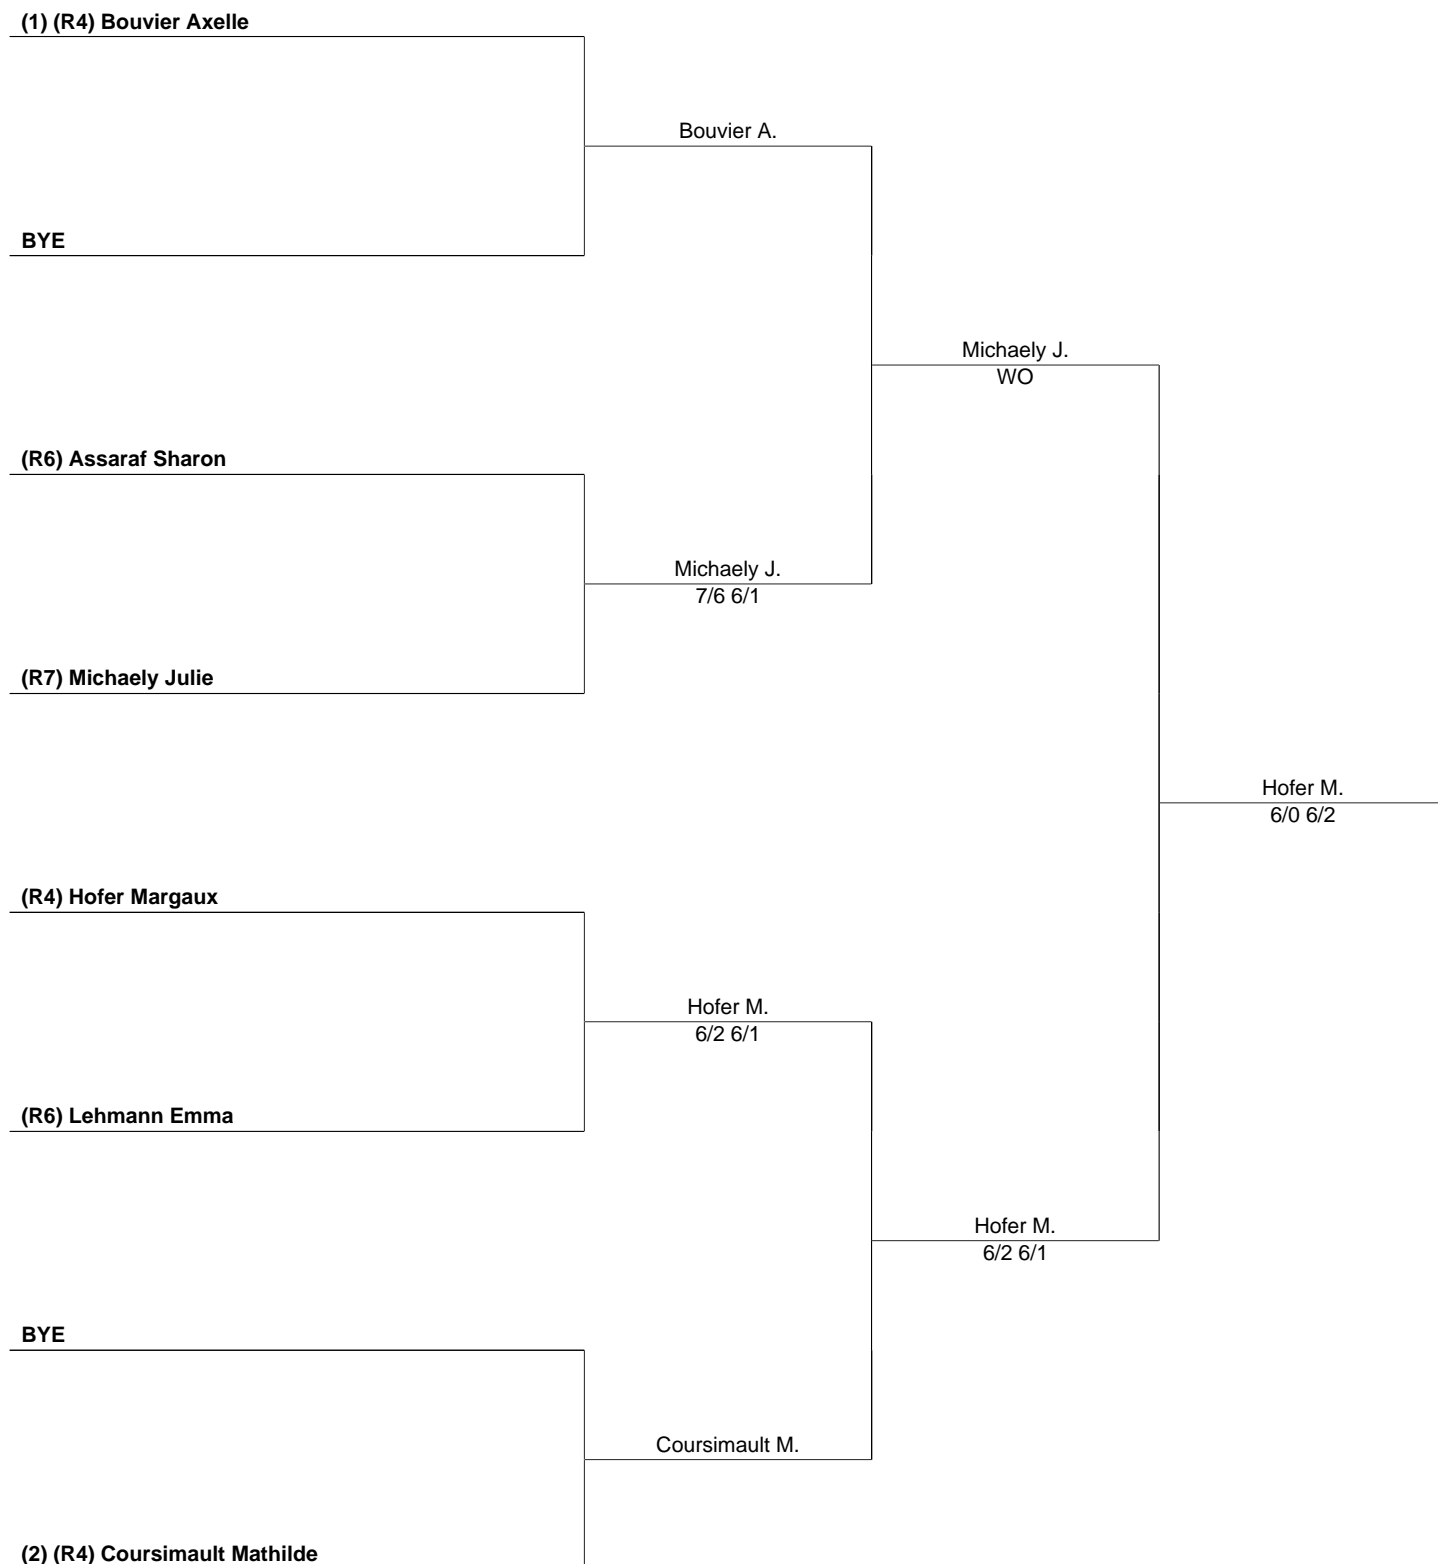 (1) (R4) Bouvier Axelle
Bouvier A.
BYE
Michaely J.
WO
(R6) Assaraf Sharon
Michaely J.
7/6 6/1
(R7) Michaely Julie
Hofer M.
6/0 6/2
(R4) Hofer Margaux
Hofer M.
6/2 6/1
(R6) Lehmann Emma
Hofer M.
6/2 6/1
BYE
Coursimault M.
(2) (R4) Coursimault Mathilde